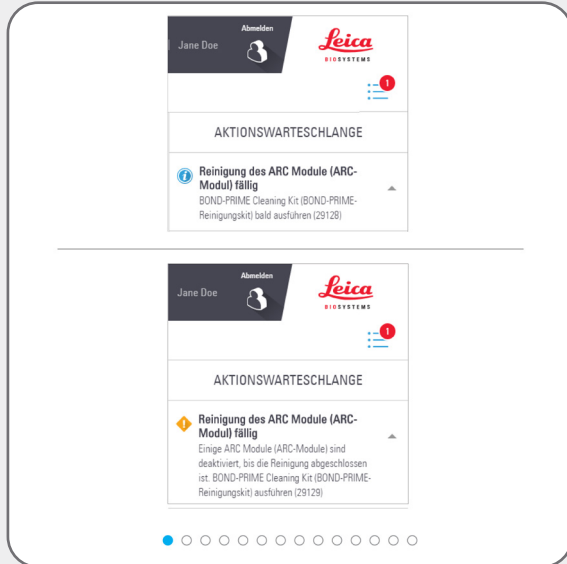 Abmelden
Jane Doe
Leica
BIOSYSTEMS
1
AKTIONSWARTESCHLANGE
Reinigung des ARC Module (ARC-
Modul) fällig
BOND-PRIME Cleaning Kit (BOND-PRIME-
Reinigungskit) bald ausführen (29128)
Abmelden
Jane Doe
Leica
BIOSYSTEMS
1
AKTIONSWARTESCHLANGE
Reinigung des ARC Module (ARC-
Modul) fällig
Einige ARC Module (ARC-Module) sind
deaktiviert, bis die Reinigung abgeschlossen
ist. BOND-PRIME Cleaning Kit (BOND-PRIME-
Reinigungskit) ausführen (29129)